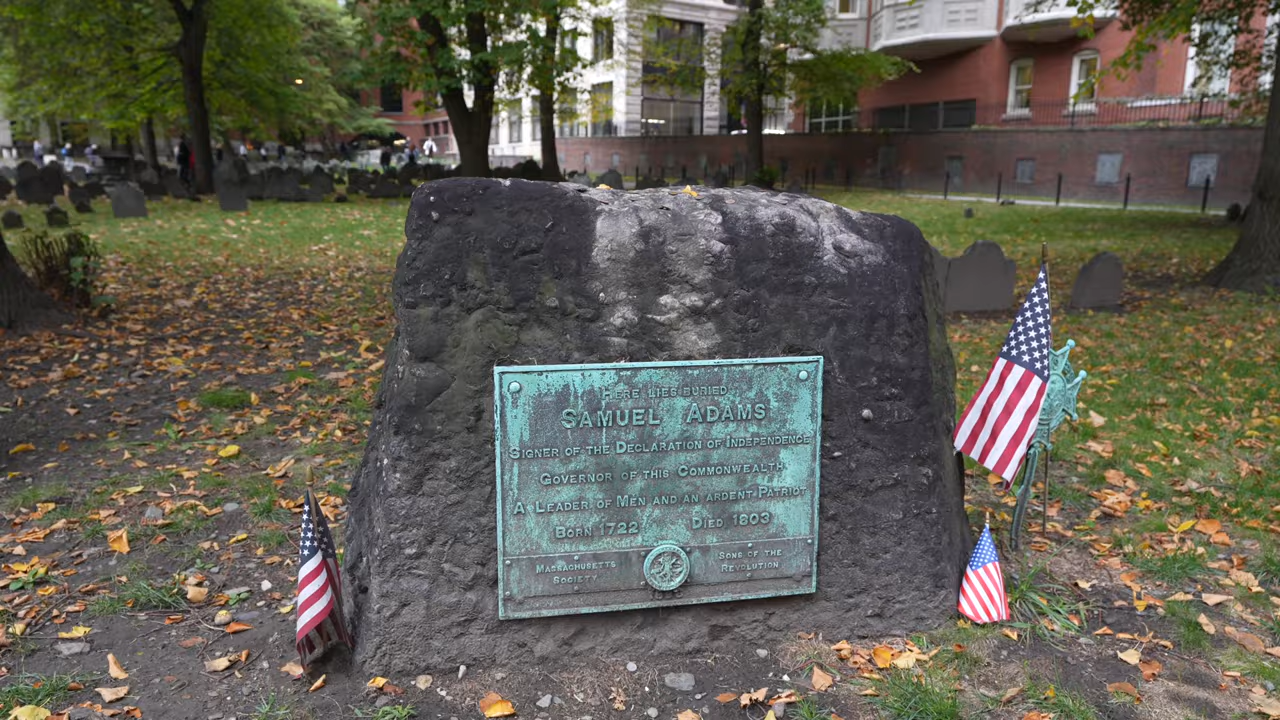 Here lies buried
Samuel Adams
Signer of the Declaration of Independence
Governor of this Commonwealth
A Leader of Men and an ardent Patriot
Born 1722 Died 1803
Massachusetts Society
Sons of the Revolution